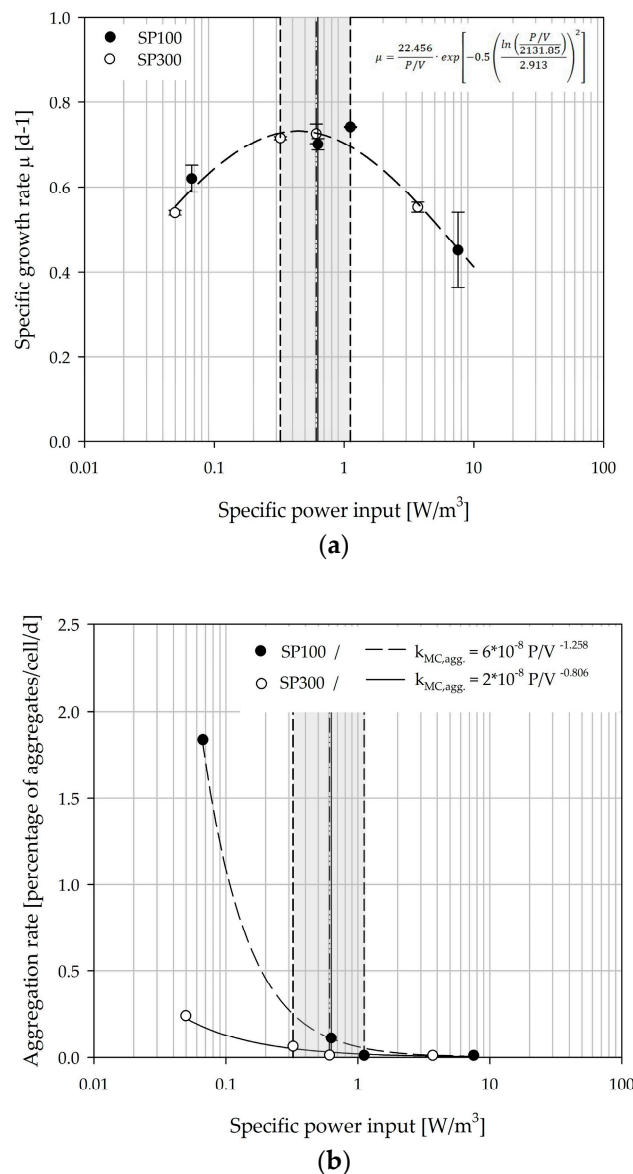 SP100
SP300
μ = 22.456 / P/V · exp [−0.5 (ln (P/V / 2131.85) / 2.913)²]
1.0
0.8
0.6
0.4
0.2
0.0
Specific growth rate μ [d-1]
0.01 0.1 1 10 100
Specific power input [W/m³]
(a)
2.5
2.0
1.5
1.0
0.5
0.0
Aggregation rate [percentage of aggregates/cell/d]
SP100 / k_MC,agg. = 6*10⁻⁸ P/V ⁻¹·²⁵⁸
SP300 / k_MC,agg. = 2*10⁻⁸ P/V ⁻⁰·⁸⁰⁶
0.01 0.1 1 10 100
Specific power input [W/m³]
(b)